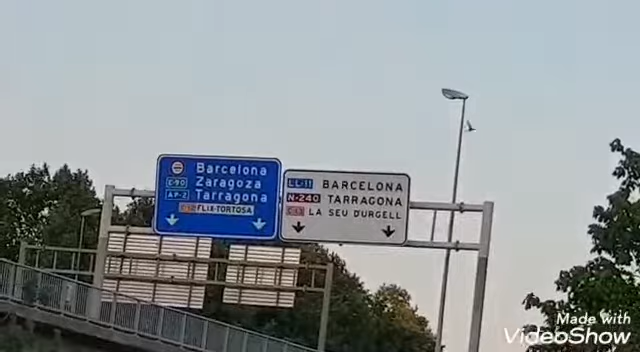 Barcelona
E-90 Zaragoza
AP-2 Tarragona
C-12 FLIX-TORTOSA
LL-11 BARCELONA
N-240 TARRAGONA
C-13 LA SEU D'URGELL
Made with
VideoShow